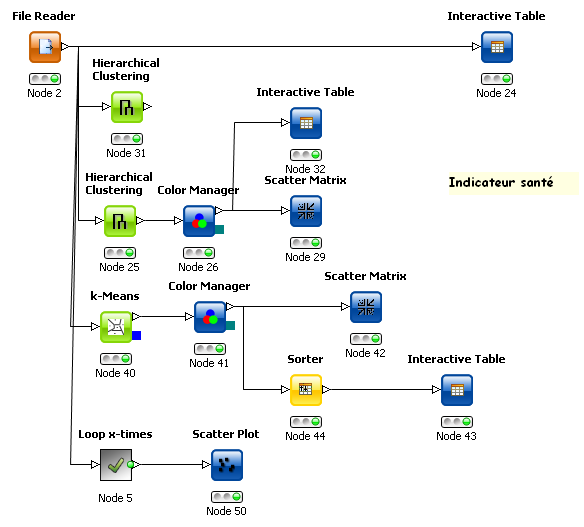 File Reader
Node 2
Interactive Table
Node 24
Hierarchical
Clustering
Node 31
Interactive Table
Node 32
Hierarchical
Clustering
Node 25
Color Manager
Node 26
Scatter Matrix
Node 29
Indicateur santé
k-Means
Node 40
Color Manager
Node 41
Scatter Matrix
Node 42
Sorter
Node 44
Interactive Table
Node 43
Loop x-times
Node 5
Scatter Plot
Node 50